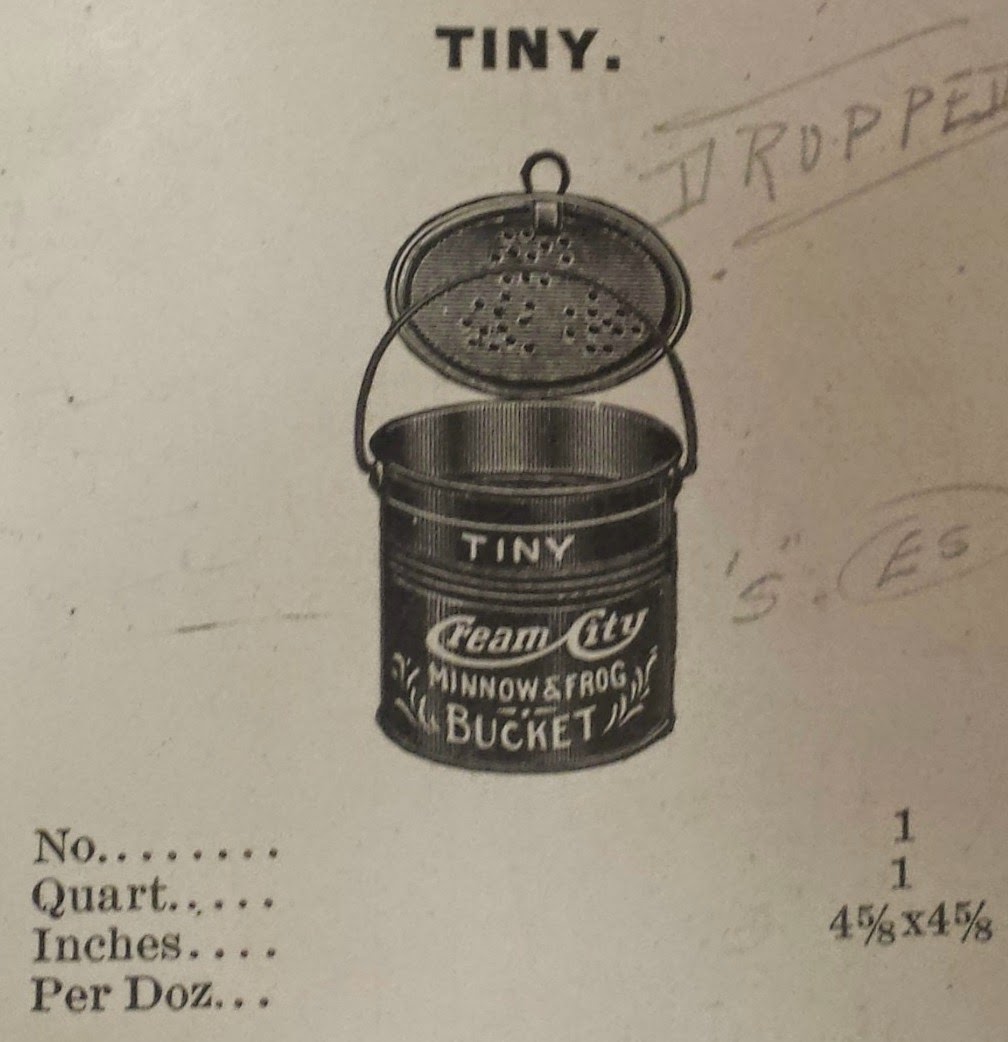 TINY.
DROPPED
TINY
Cream City
MINNOW & FROG
BUCKET
"S". ES
No........ 1
Quart...... 1
Inches.... 4⅝x4⅝
Per Doz...